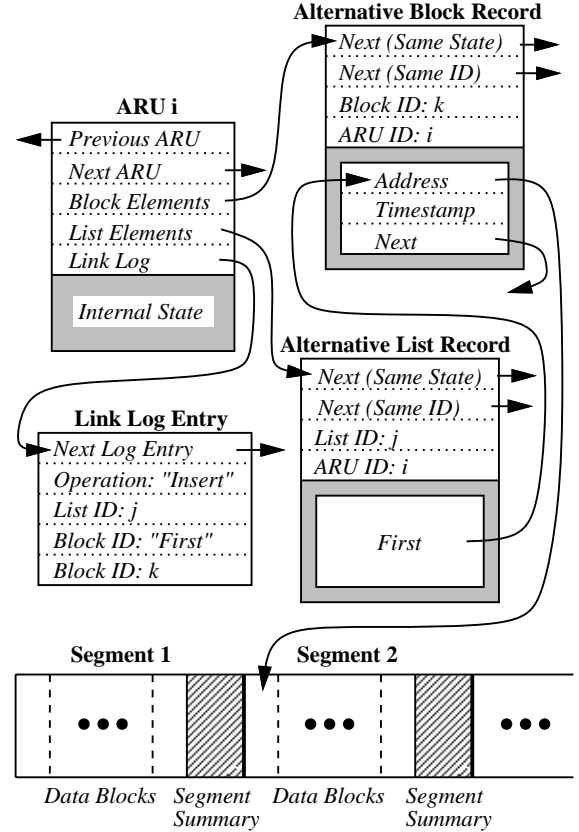 Alternative Block Record
Next (Same State)
Next (Same ID)
Block ID: k
ARU ID: i
Address
Timestamp
Next
ARU i
Previous ARU
Next ARU
Block Elements
List Elements
Link Log
Internal State
Alternative List Record
Next (Same State)
Next (Same ID)
List ID: j
ARU ID: i
First
Link Log Entry
Next Log Entry
Operation: "Insert"
List ID: j
Block ID: "First"
Block ID: k
Segment 1
Segment 2
Data Blocks
Segment
Summary
Data Blocks
Segment
Summary